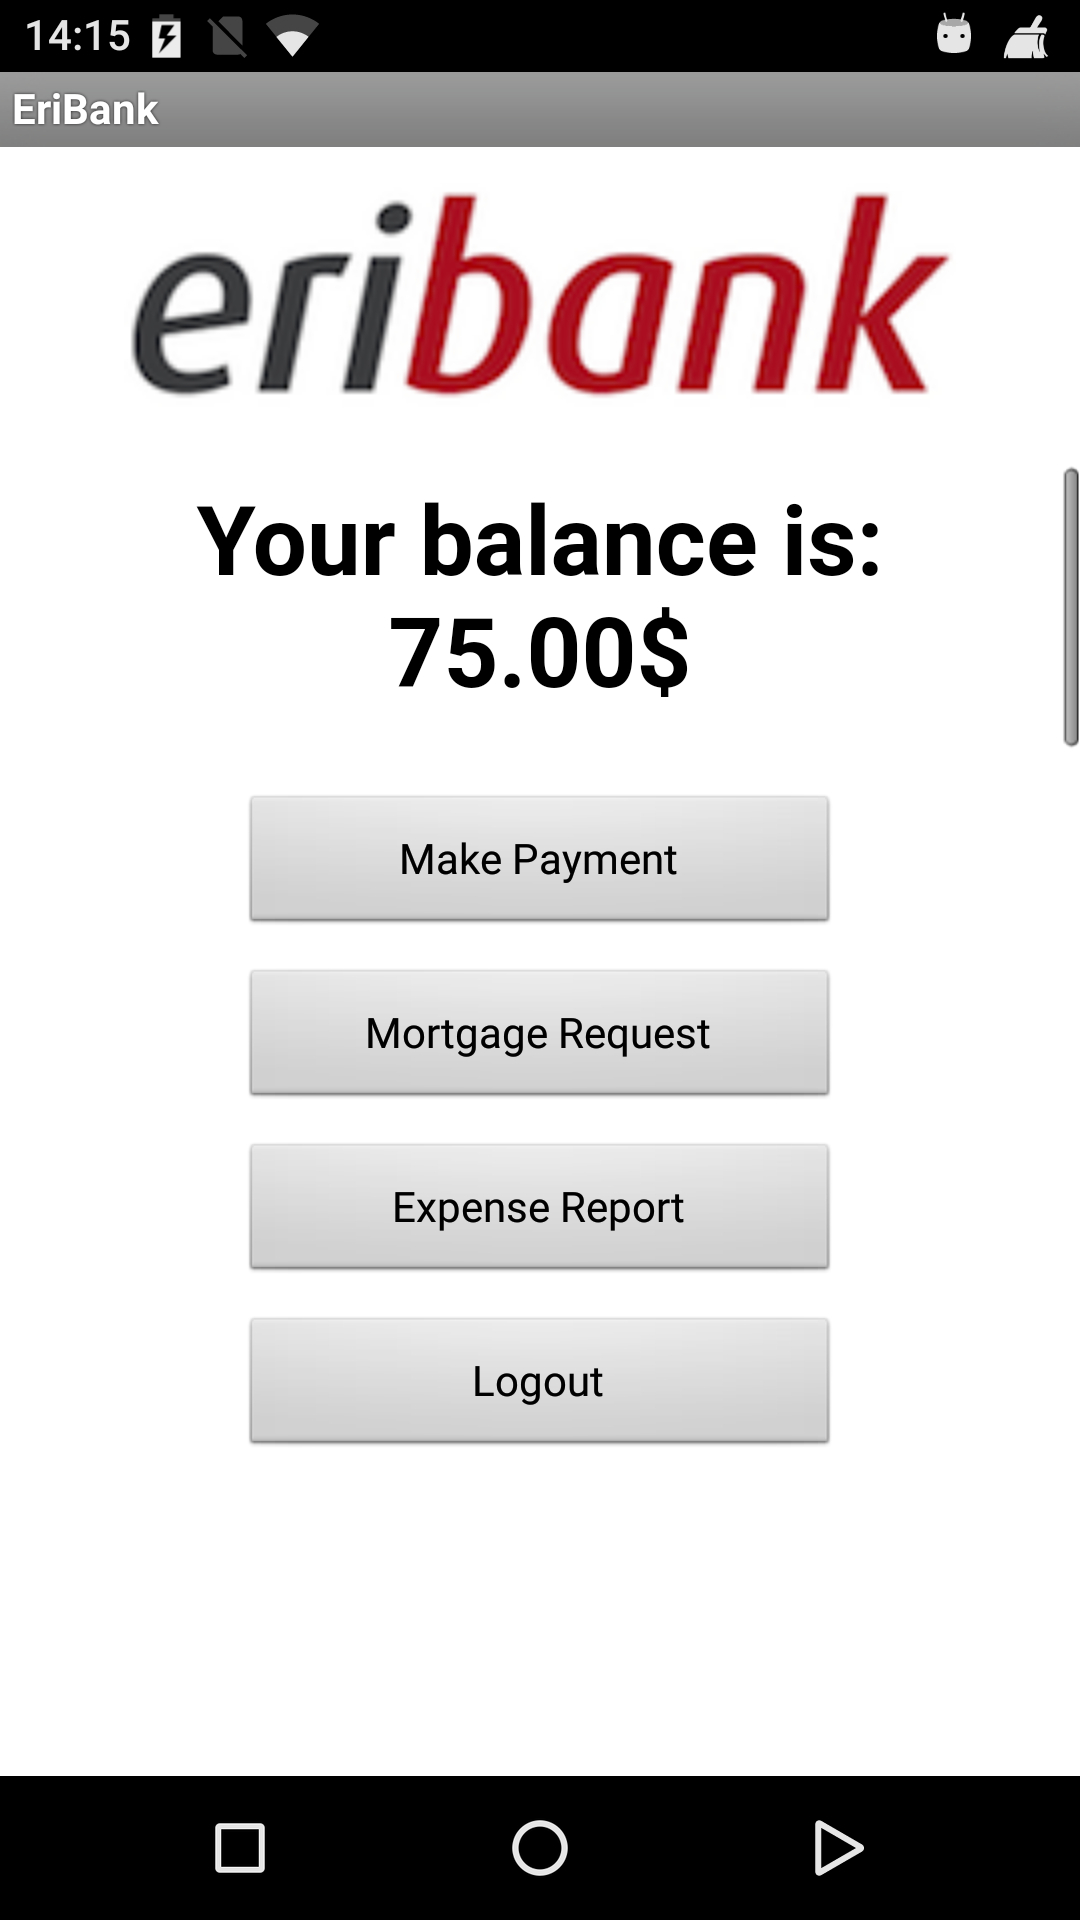 14:15
EriBank
eribank
Your balance is:
75.00$
Make Payment
Mortgage Request
Expense Report
Logout